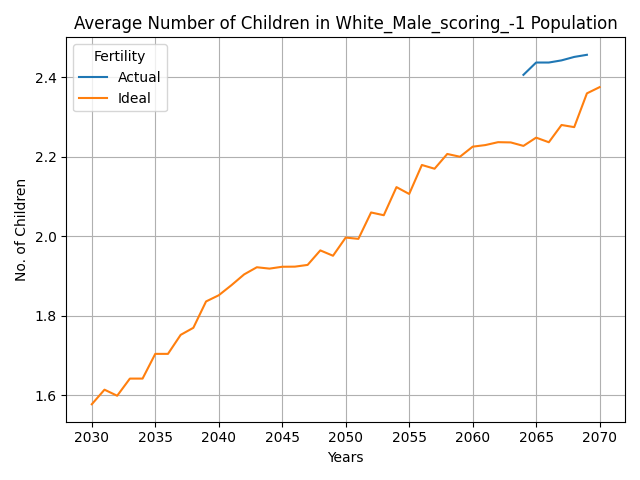 Average Number of Children in White_Male_scoring_-1 Population
Fertility
Actual
Ideal
No. of Children
2.4
2.2
2.0
1.8
1.6
2030 2035 2040 2045 2050 2055 2060 2065 2070
Years